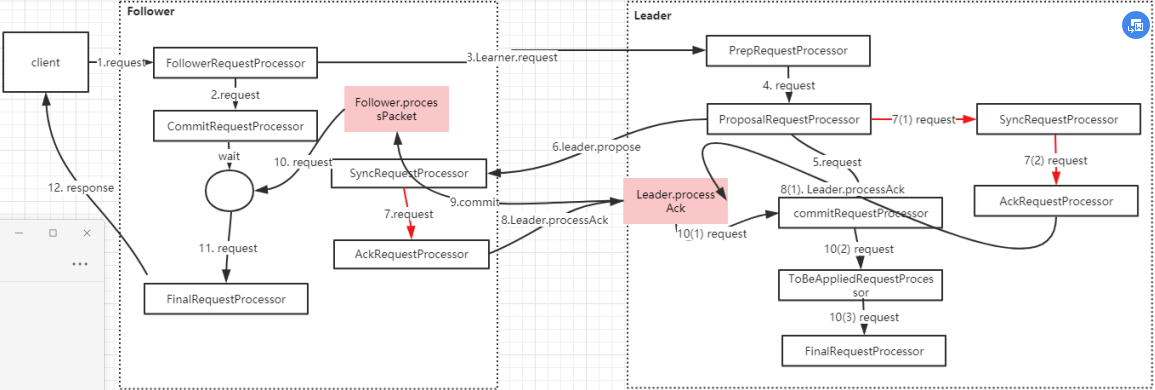 Follower
Leader
client
1.request
FollowerRequestProcessor
3.Learner.request
PrepRequestProcessor
2.request
4. request
Follower.proces
sPacket
CommitRequestProcessor
ProposalRequestProcessor
7(1) request
SyncRequestProcessor
wait
10. request
6.leader.propose
5.request
7(2) request
SyncRequestProcessor
12. response
9.commit
7.request
8.Leader.processAck
Leader.process
Ack
8(1). Leader.processAck
AckRequestProcessor
commitRequestProcessor
10(1) request
11. request
AckRequestProcessor
10(2) request
ToBeAppliedRequestProces
sor
FinalRequestProcessor
10(3) request
FinalRequestProcessor